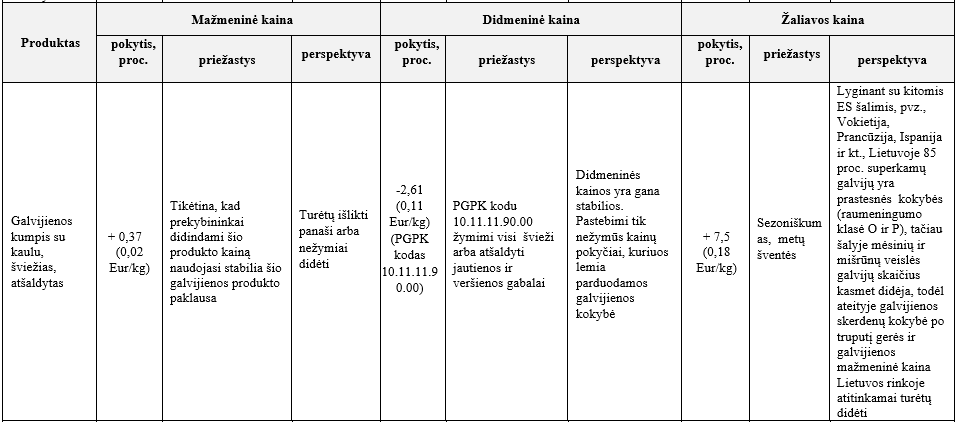 Produktas
Mažmeninė kaina
Didmeninė kaina
Žaliavos kaina
pokytis,
proc.
priežastys
perspektyva
pokytis,
proc.
priežastys
perspektyva
pokytis,
proc.
priežastys
perspektyva
Galvijienos
kumpis su
kaulu,
šviežias,
atšaldytas
+ 0,37
(0,02
Eur/kg)
Tikėtina, kad
prekybininkai
didindami šio
produkto kainą
naudojasi stabilia šio
galvijienos produkto
paklausa
Turėtų išlikti
panaši arba
nežymiai
didėti
-2,61
(0,11
Eur/kg)
(PGPK
kodas
10.11.11.9
0.00)
PGPK kodu
10.11.11.90.00
žymimi visi švieži
arba atšaldyti
jautienos ir
veršienos gabalai
Didmeninės
kainos yra gana
stabilios.
Pastebimi tik
nežymūs kainų
pokyčiai, kuriuos
lemia
parduodamos
galvijienos
kokybė
+ 7,5
(0,18
Eur/kg)
Sezoniškum
as, metų
šventės
Lyginant su kitomis
ES šalimis, pvz.,
Vokietija,
Prancūzija, Ispanija
ir kt., Lietuvoje 85
proc. superkamų
galvijų yra
prastesnės kokybės
(raumeningumo
klasė O ir P), tačiau
šalyje mėsinių ir
mišrūnų veislės
galvijų skaičius
kasmet didėja, todėl
ateityje galvijienos
skerdenų kokybė po
truputį gerės ir
galvijienos
mažmeninė kaina
Lietuvos rinkoje
atitinkamai turėtų
didėti